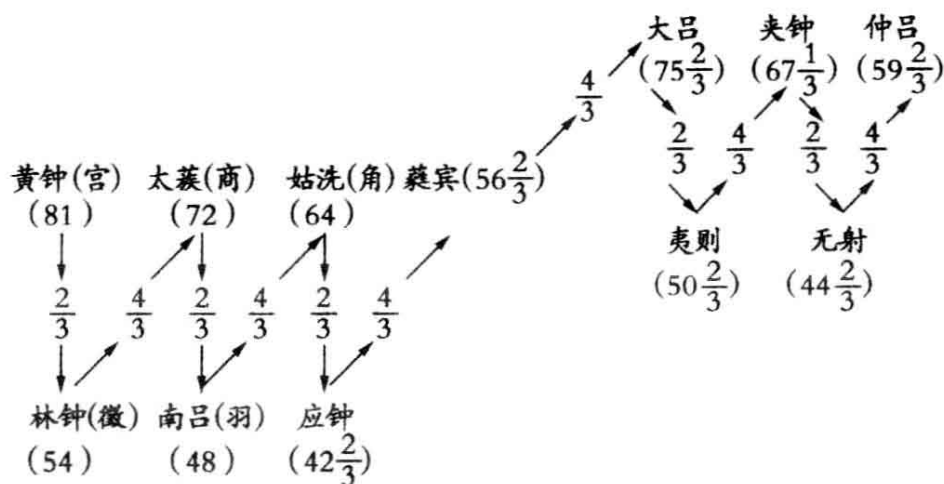 大吕 夹钟 仲吕
(75 2/3) (67 1/3) (59 2/3)
4/3
2/3 4/3 2/3 4/3
黄钟(宫) 太蔟(商) 姑洗(角) 蕤宾(56 2/3)
(81) (72) (64)
夷则 无射
(50 2/3) (44 2/3)
2/3 4/3 2/3 4/3 2/3 4/3
林钟(徵) 南吕(羽) 应钟
(54) (48) (42 2/3)